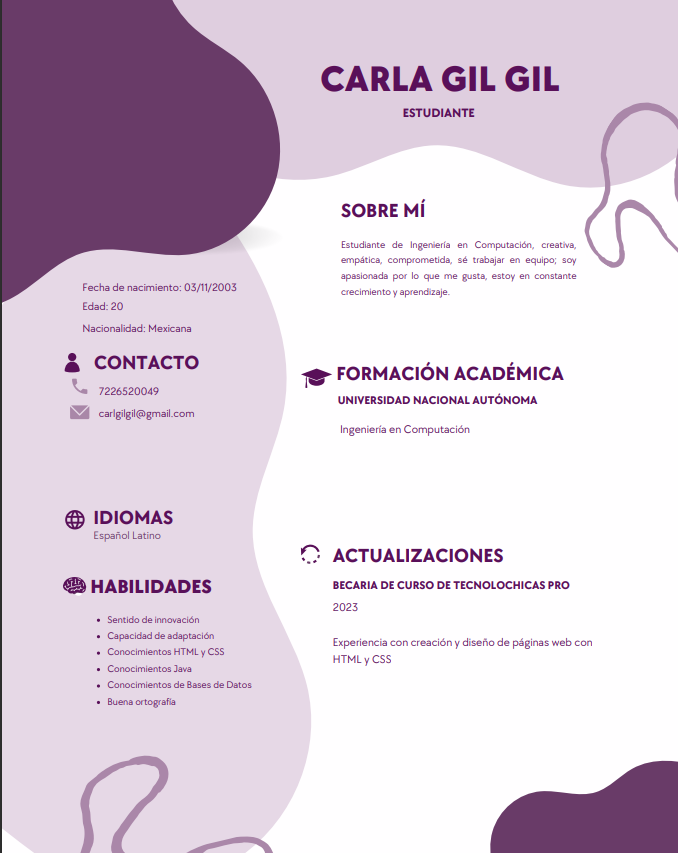 CARLA GIL GIL
ESTUDIANTE
SOBRE MÍ
Estudiante de Ingeniería en Computación, creativa,
empática, comprometida, sé trabajar en equipo; soy
apasionada por lo que me gusta, estoy en constante
crecimiento y aprendizaje.
Fecha de nacimiento: 03/11/2003
Edad: 20
Nacionalidad: Mexicana
CONTACTO
7226520049
carlgilgil@gmail.com
FORMACIÓN ACADÉMICA
UNIVERSIDAD NACIONAL AUTÓNOMA
Ingeniería en Computación
IDIOMAS
Español Latino
HABILIDADES
Sentido de innovación
Capacidad de adaptación
Conocimientos HTML y CSS
Conocimientos Java
Conocimientos de Bases de Datos
Buena ortografía
ACTUALIZACIONES
BECARIA DE CURSO DE TECNOLOCHICAS PRO
2023
Experiencia con creación y diseño de páginas web con
HTML y CSS